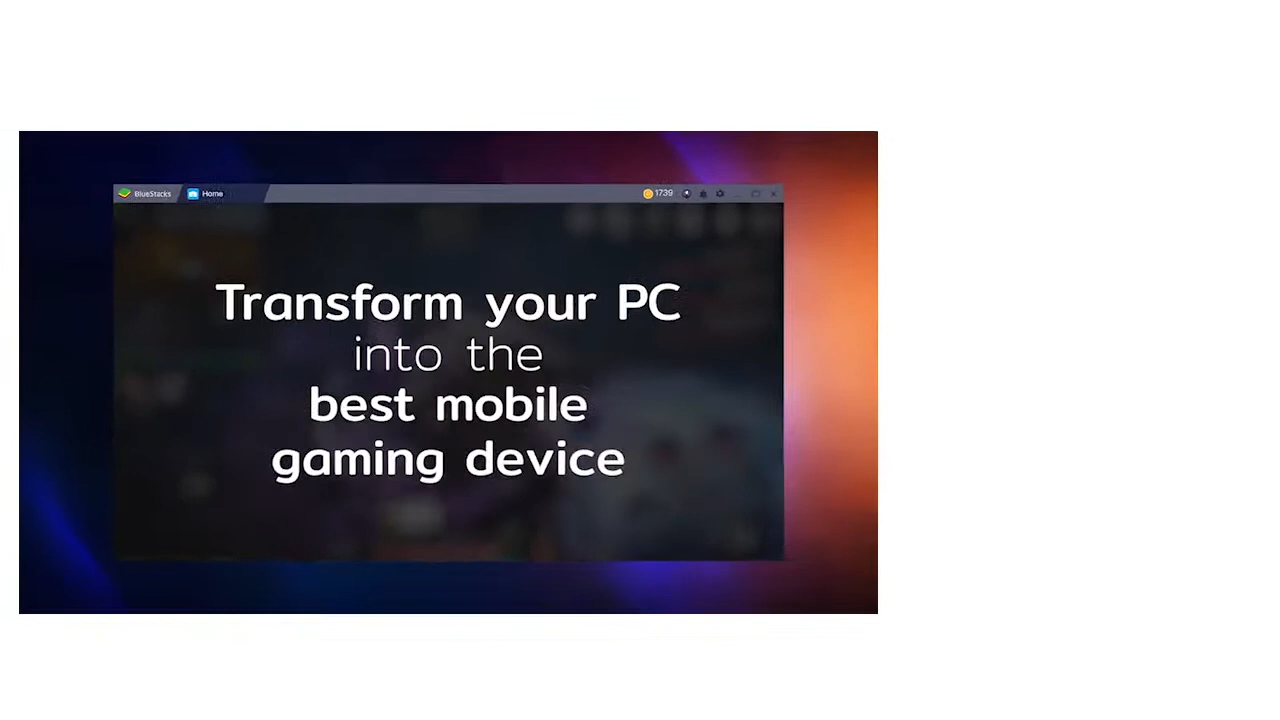 BlueStacks Home 1739
Transform your PC
into the
best mobile
gaming device